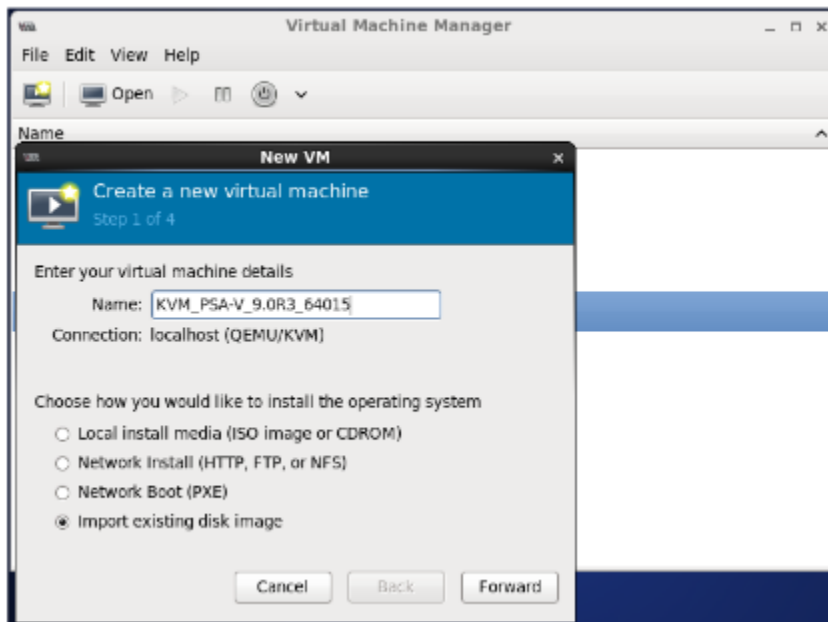 Virtual Machine Manager
File Edit View Help
Open
Name
New VM
Create a new virtual machine
Step 1 of 4
Enter your virtual machine details
Name: KVM_PSA-V_9.0R3_64015
Connection: localhost (QEMU/KVM)
Choose how you would like to install the operating system
Local install media (ISO image or CDROM)
Network Install (HTTP, FTP, or NFS)
Network Boot (PXE)
Import existing disk image
Cancel Back Forward